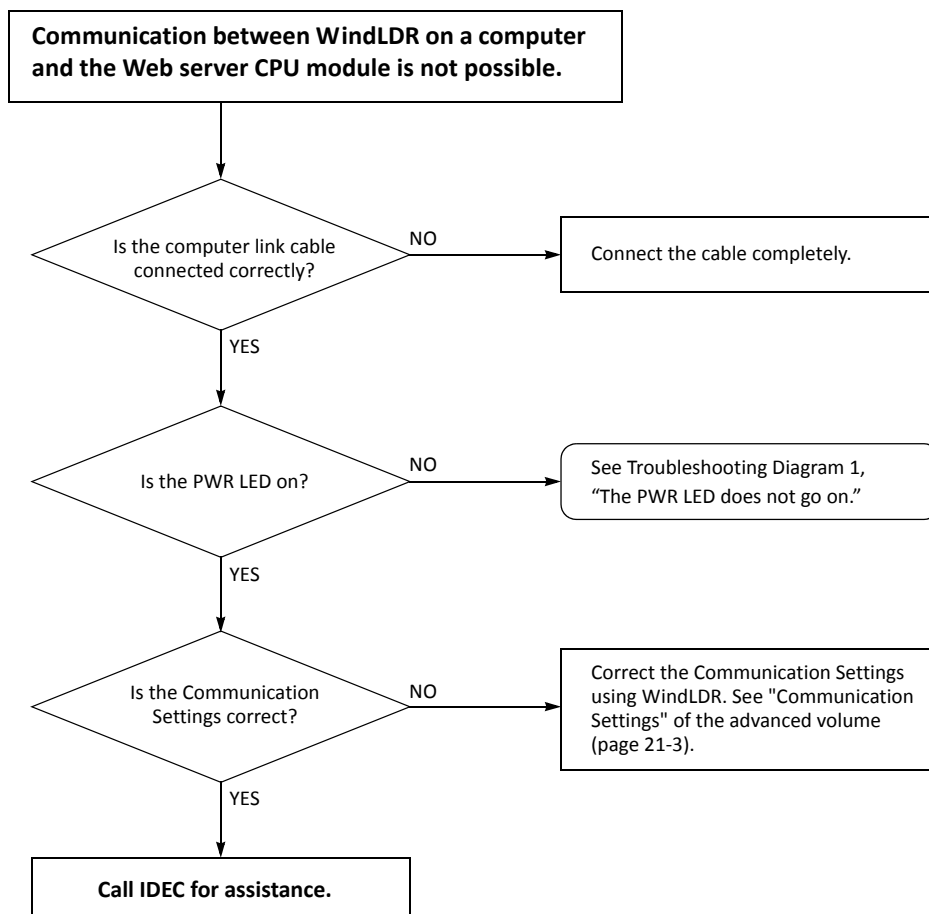 Communication between WindLDR on a computer
and the Web server CPU module is not possible.
Is the computer link cable
connected correctly?
NO
Connect the cable completely.
YES
Is the PWR LED on?
NO
See Troubleshooting Diagram 1,
“The PWR LED does not go on.”
YES
Is the Communication
Settings correct?
NO
Correct the Communication Settings
using WindLDR. See "Communication
Settings" of the advanced volume
(page 21-3).
YES
Call IDEC for assistance.